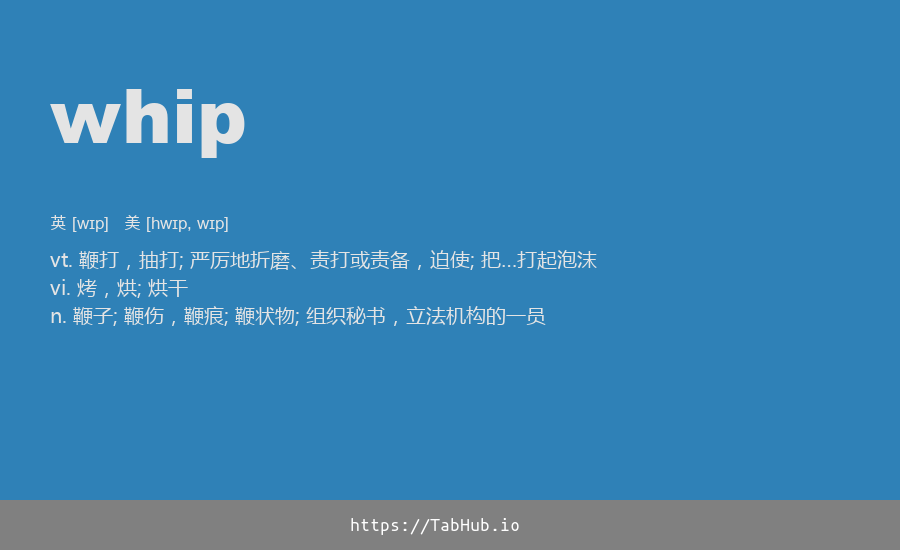 whip
英 [wɪp] 美 [hwɪp, wɪp]
vt. 鞭打，抽打; 严厉地折磨、责打或责备，迫使; 把…打起泡沫
vi. 烤，烘; 烘干
n. 鞭子; 鞭伤，鞭痕; 鞭状物; 组织秘书，立法机构的一员
https://TabHub.io